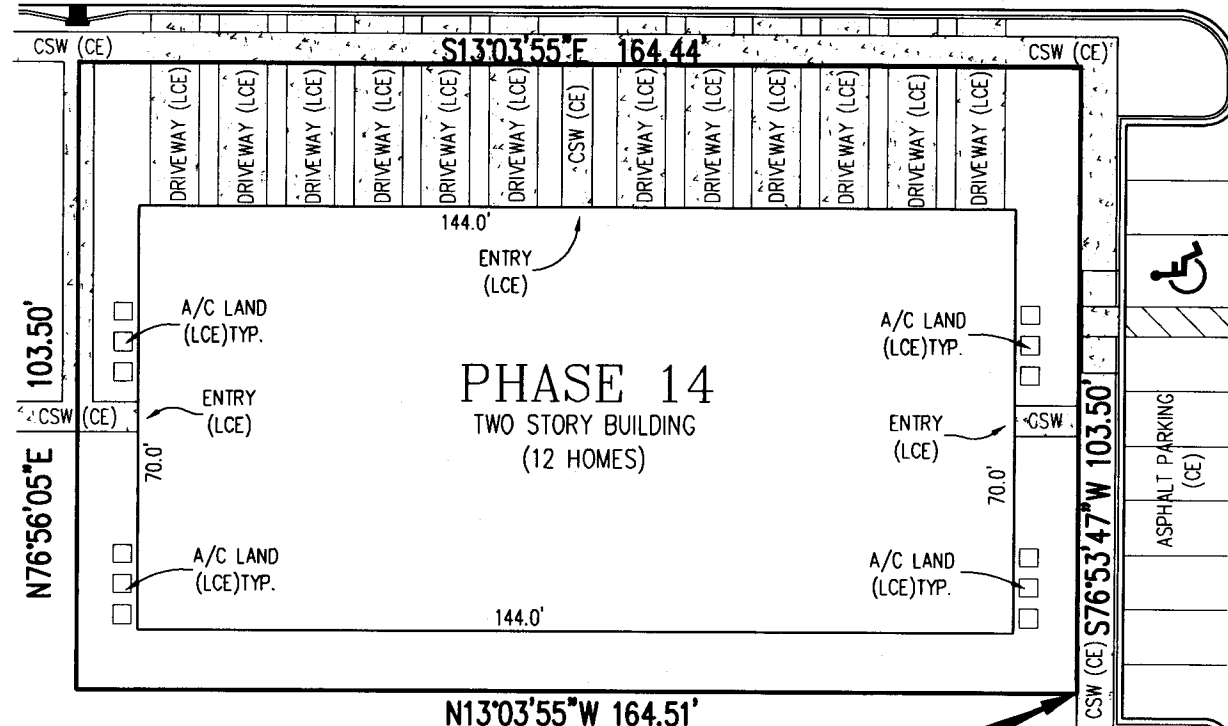 CSW (CE)
S13°03'55"E 164.44'
CSW (CE)
DRIVEWAY (LCE)
DRIVEWAY (LCE)
DRIVEWAY (LCE)
DRIVEWAY (LCE)
DRIVEWAY (LCE)
DRIVEWAY (LCE)
CSW (CE)
DRIVEWAY (LCE)
DRIVEWAY (LCE)
DRIVEWAY (LCE)
DRIVEWAY (LCE)
DRIVEWAY (LCE)
DRIVEWAY (LCE)
144.0'
ENTRY
(LCE)
A/C LAND
(LCE)TYP.
A/C LAND
(LCE)TYP.
103.50'
N76°56'05"E
CSW (CE)
ENTRY
(LCE)
70.0'
PHASE 14
TWO STORY BUILDING
(12 HOMES)
ENTRY
(LCE)
CSW
70.0'
S76°53'47"W 103.50'
CSW (CE)
ASPHALT PARKING
(CE)
A/C LAND
(LCE)TYP.
A/C LAND
(LCE)TYP.
144.0'
N13°03'55"W 164.51'